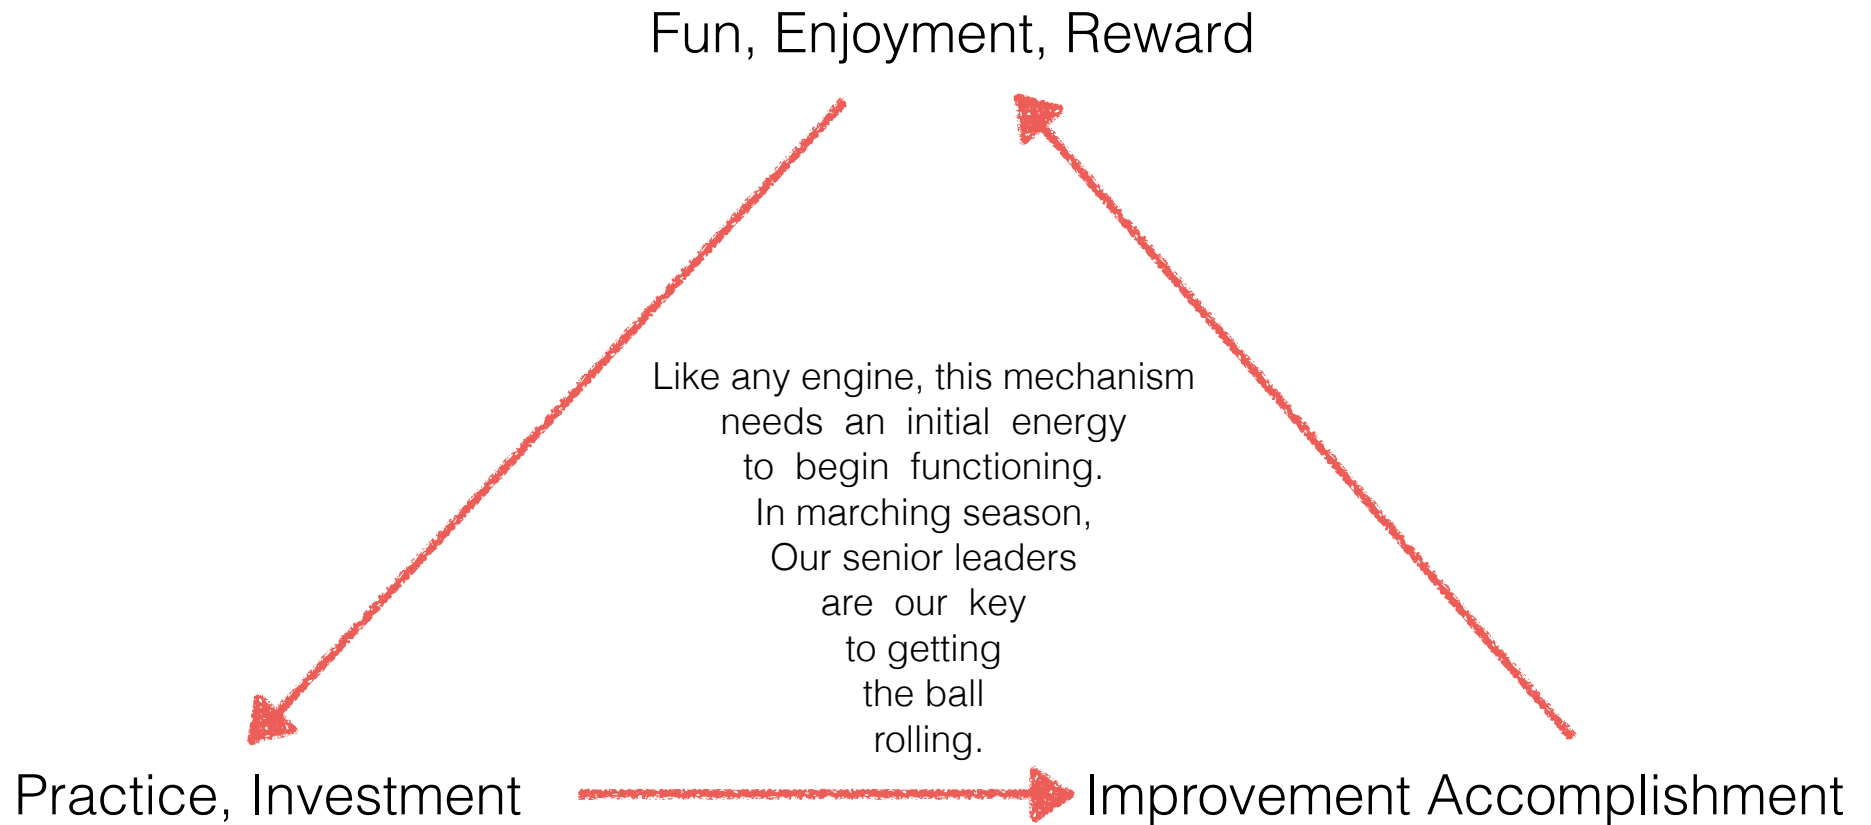 Fun, Enjoyment, Reward
Like any engine, this mechanism
needs an initial energy
to begin functioning.
In marching season,
Our senior leaders
are our key
to getting
the ball
rolling.
Practice, Investment
Improvement Accomplishment